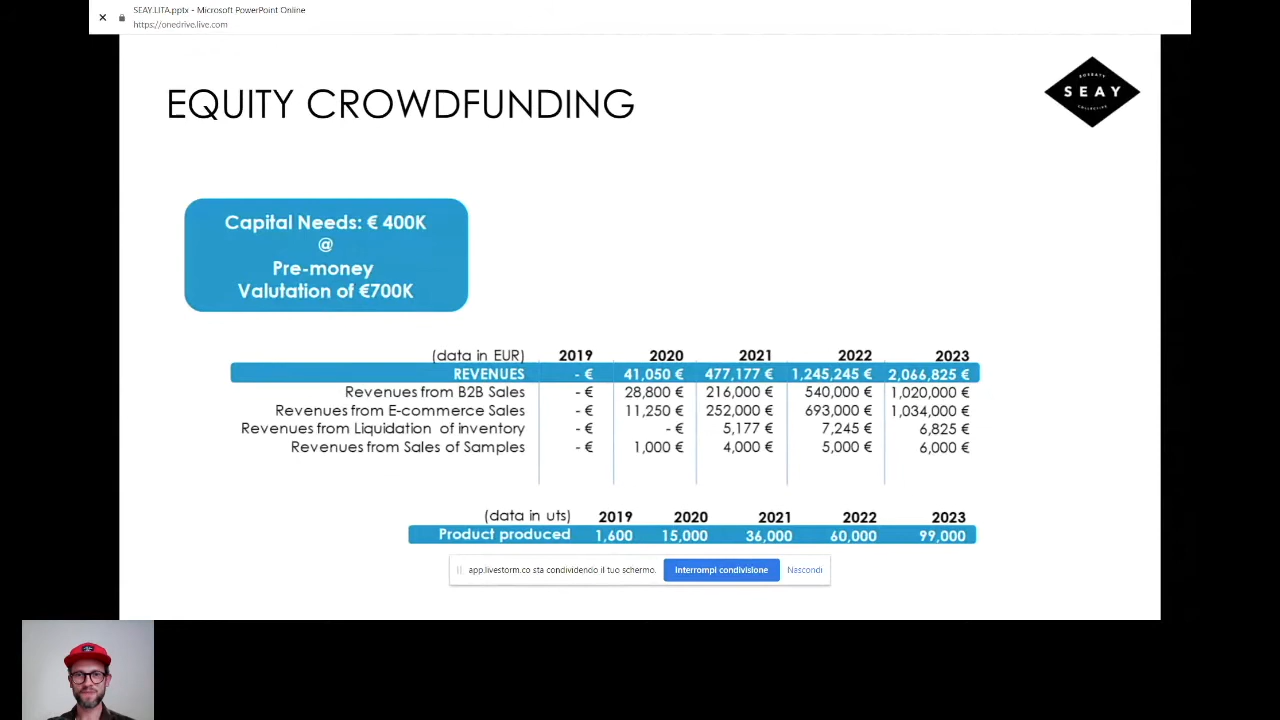 SEAY.LITA.pptx - Microsoft PowerPoint Online
https://onedrive.live.com
EQUITY CROWDFUNDING
SEAY
COLLECTIVE
Capital Needs: € 400K
@
Pre-money
Valutation of €700K
(data in EUR) 2019 2020 2021 2022 2023
REVENUES - € 41,050 € 477,177 € 1,245,245 € 2,066,825 €
Revenues from B2B Sales - € 28,800 € 216,000 € 540,000 € 1,020,000 €
Revenues from E-commerce Sales - € 11,250 € 252,000 € 693,000 € 1,034,000 €
Revenues from Liquidation of inventory - € - € 5,177 € 7,245 € 6,825 €
Revenues from Sales of Samples - € 1,000 € 4,000 € 5,000 € 6,000 €
(data in uts) 2019 2020 2021 2022 2023
Product produced 1,600 15,000 36,000 60,000 99,000
app.livestorm.co sta condividendo il tuo schermo. Interrompi condivisione Nascondi